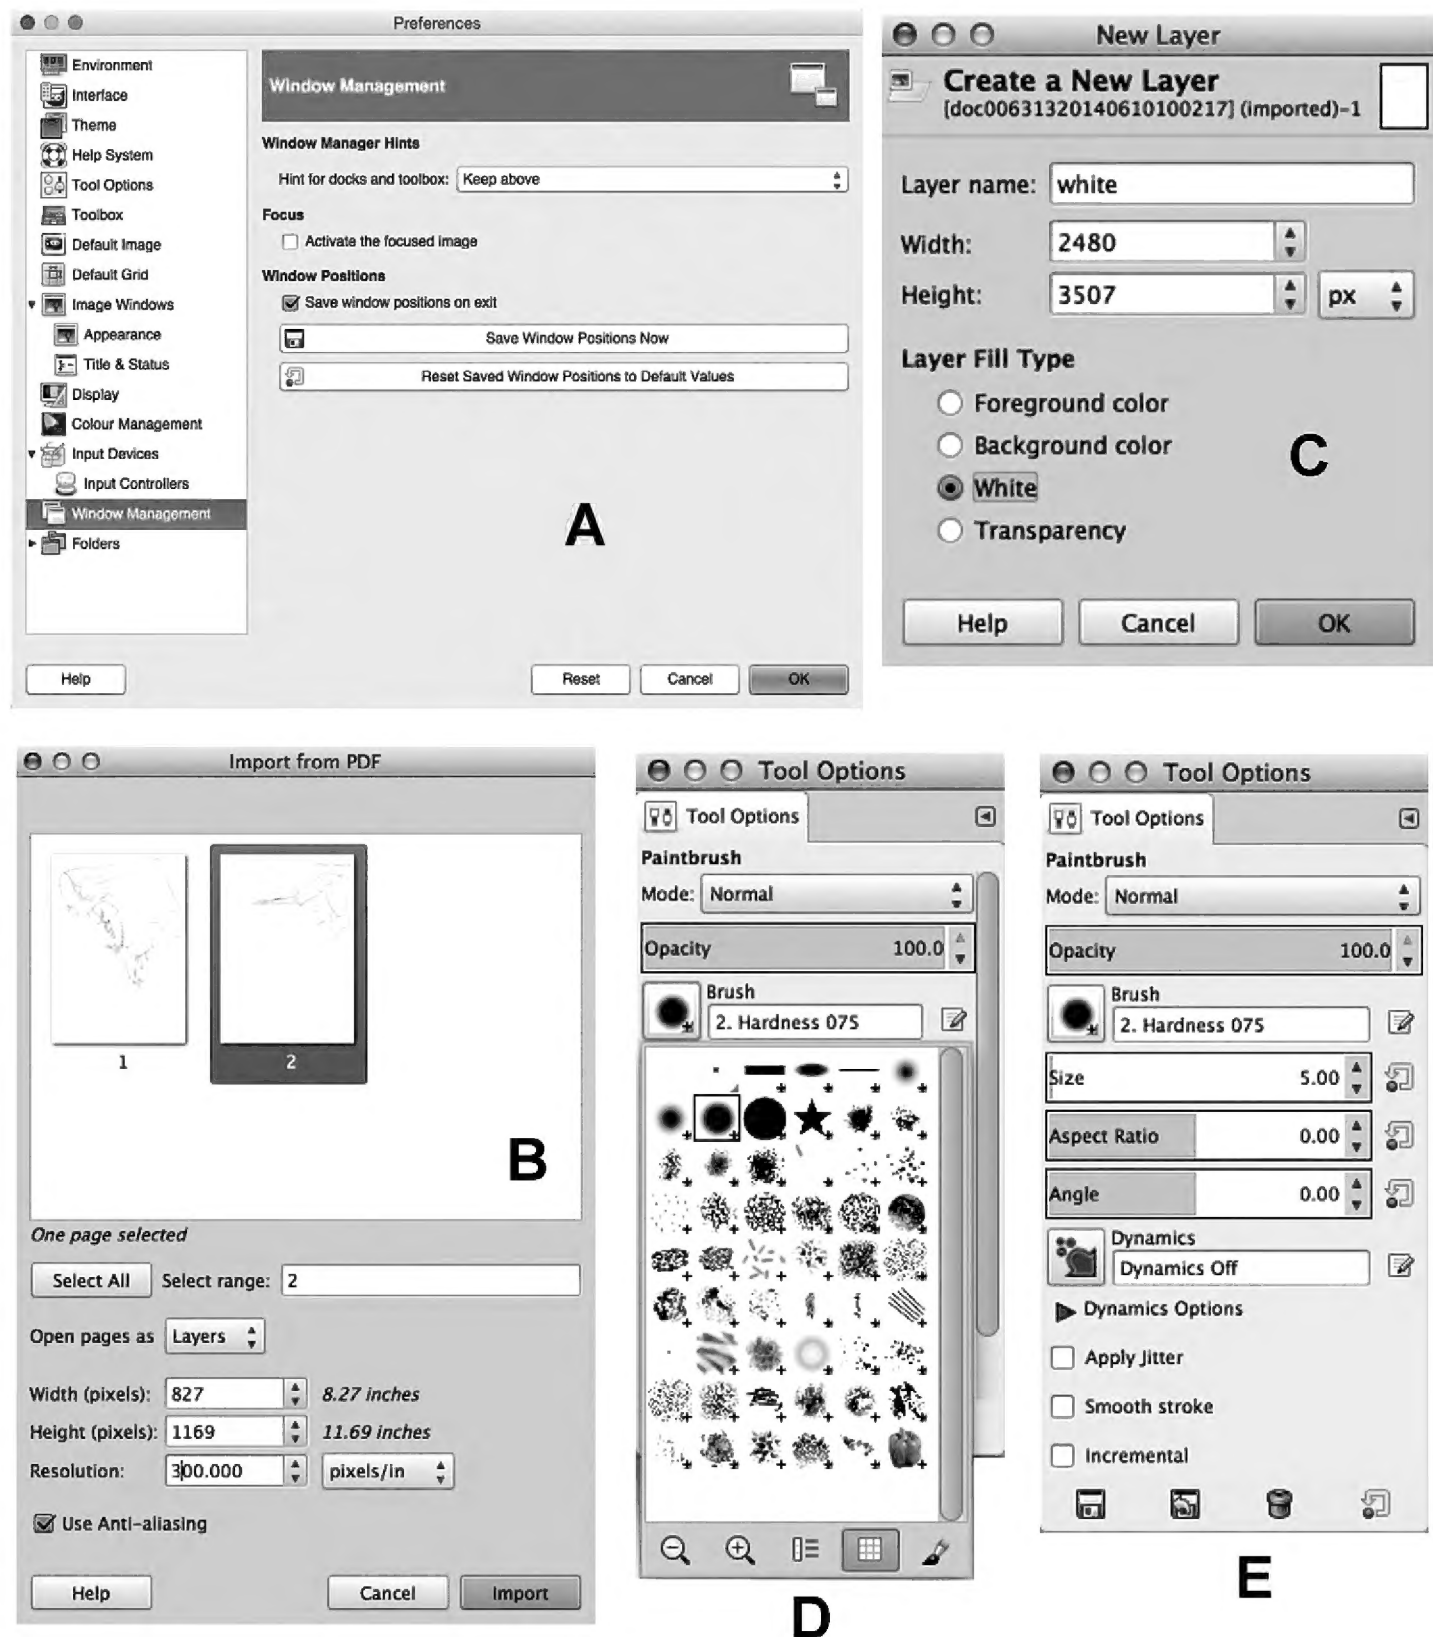 Preferences
Environment
Interface
Theme
Help System
Tool Options
Toolbox
Default Image
Default Grid
Image Windows
Appearance
Title & Status
Display
Colour Management
Input Devices
Input Controllers
Window Management
Folders
Window Management
Window Manager Hints
Hint for docks and toolbox: Keep above
Focus
Activate the focused image
Window Positions
Save window positions on exit
Save Window Positions Now
Reset Saved Window Positions to Default Values
A
Help Reset Cancel OK
New Layer
Create a New Layer
[doc00631320140610100217] (imported)-1
Layer name: white
Width: 2480
Height: 3507 px
Layer Fill Type
Foreground color
Background color
White
Transparency
C
Help Cancel OK
Import from PDF
1
2
B
One page selected
Select All Select range: 2
Open pages as Layers
Width (pixels): 827 8.27 inches
Height (pixels): 1169 11.69 inches
Resolution: 300.000 pixels/in
Use Anti-aliasing
Help Cancel Import
Tool Options
Tool Options
Paintbrush
Mode: Normal
Opacity 100.0
Brush
2. Hardness 075
D
Tool Options
Tool Options
Paintbrush
Mode: Normal
Opacity 100.0
Brush
2. Hardness 075
Size 5.00
Aspect Ratio 0.00
Angle 0.00
Dynamics
Dynamics Off
Dynamics Options
Apply Jitter
Smooth stroke
Incremental
E